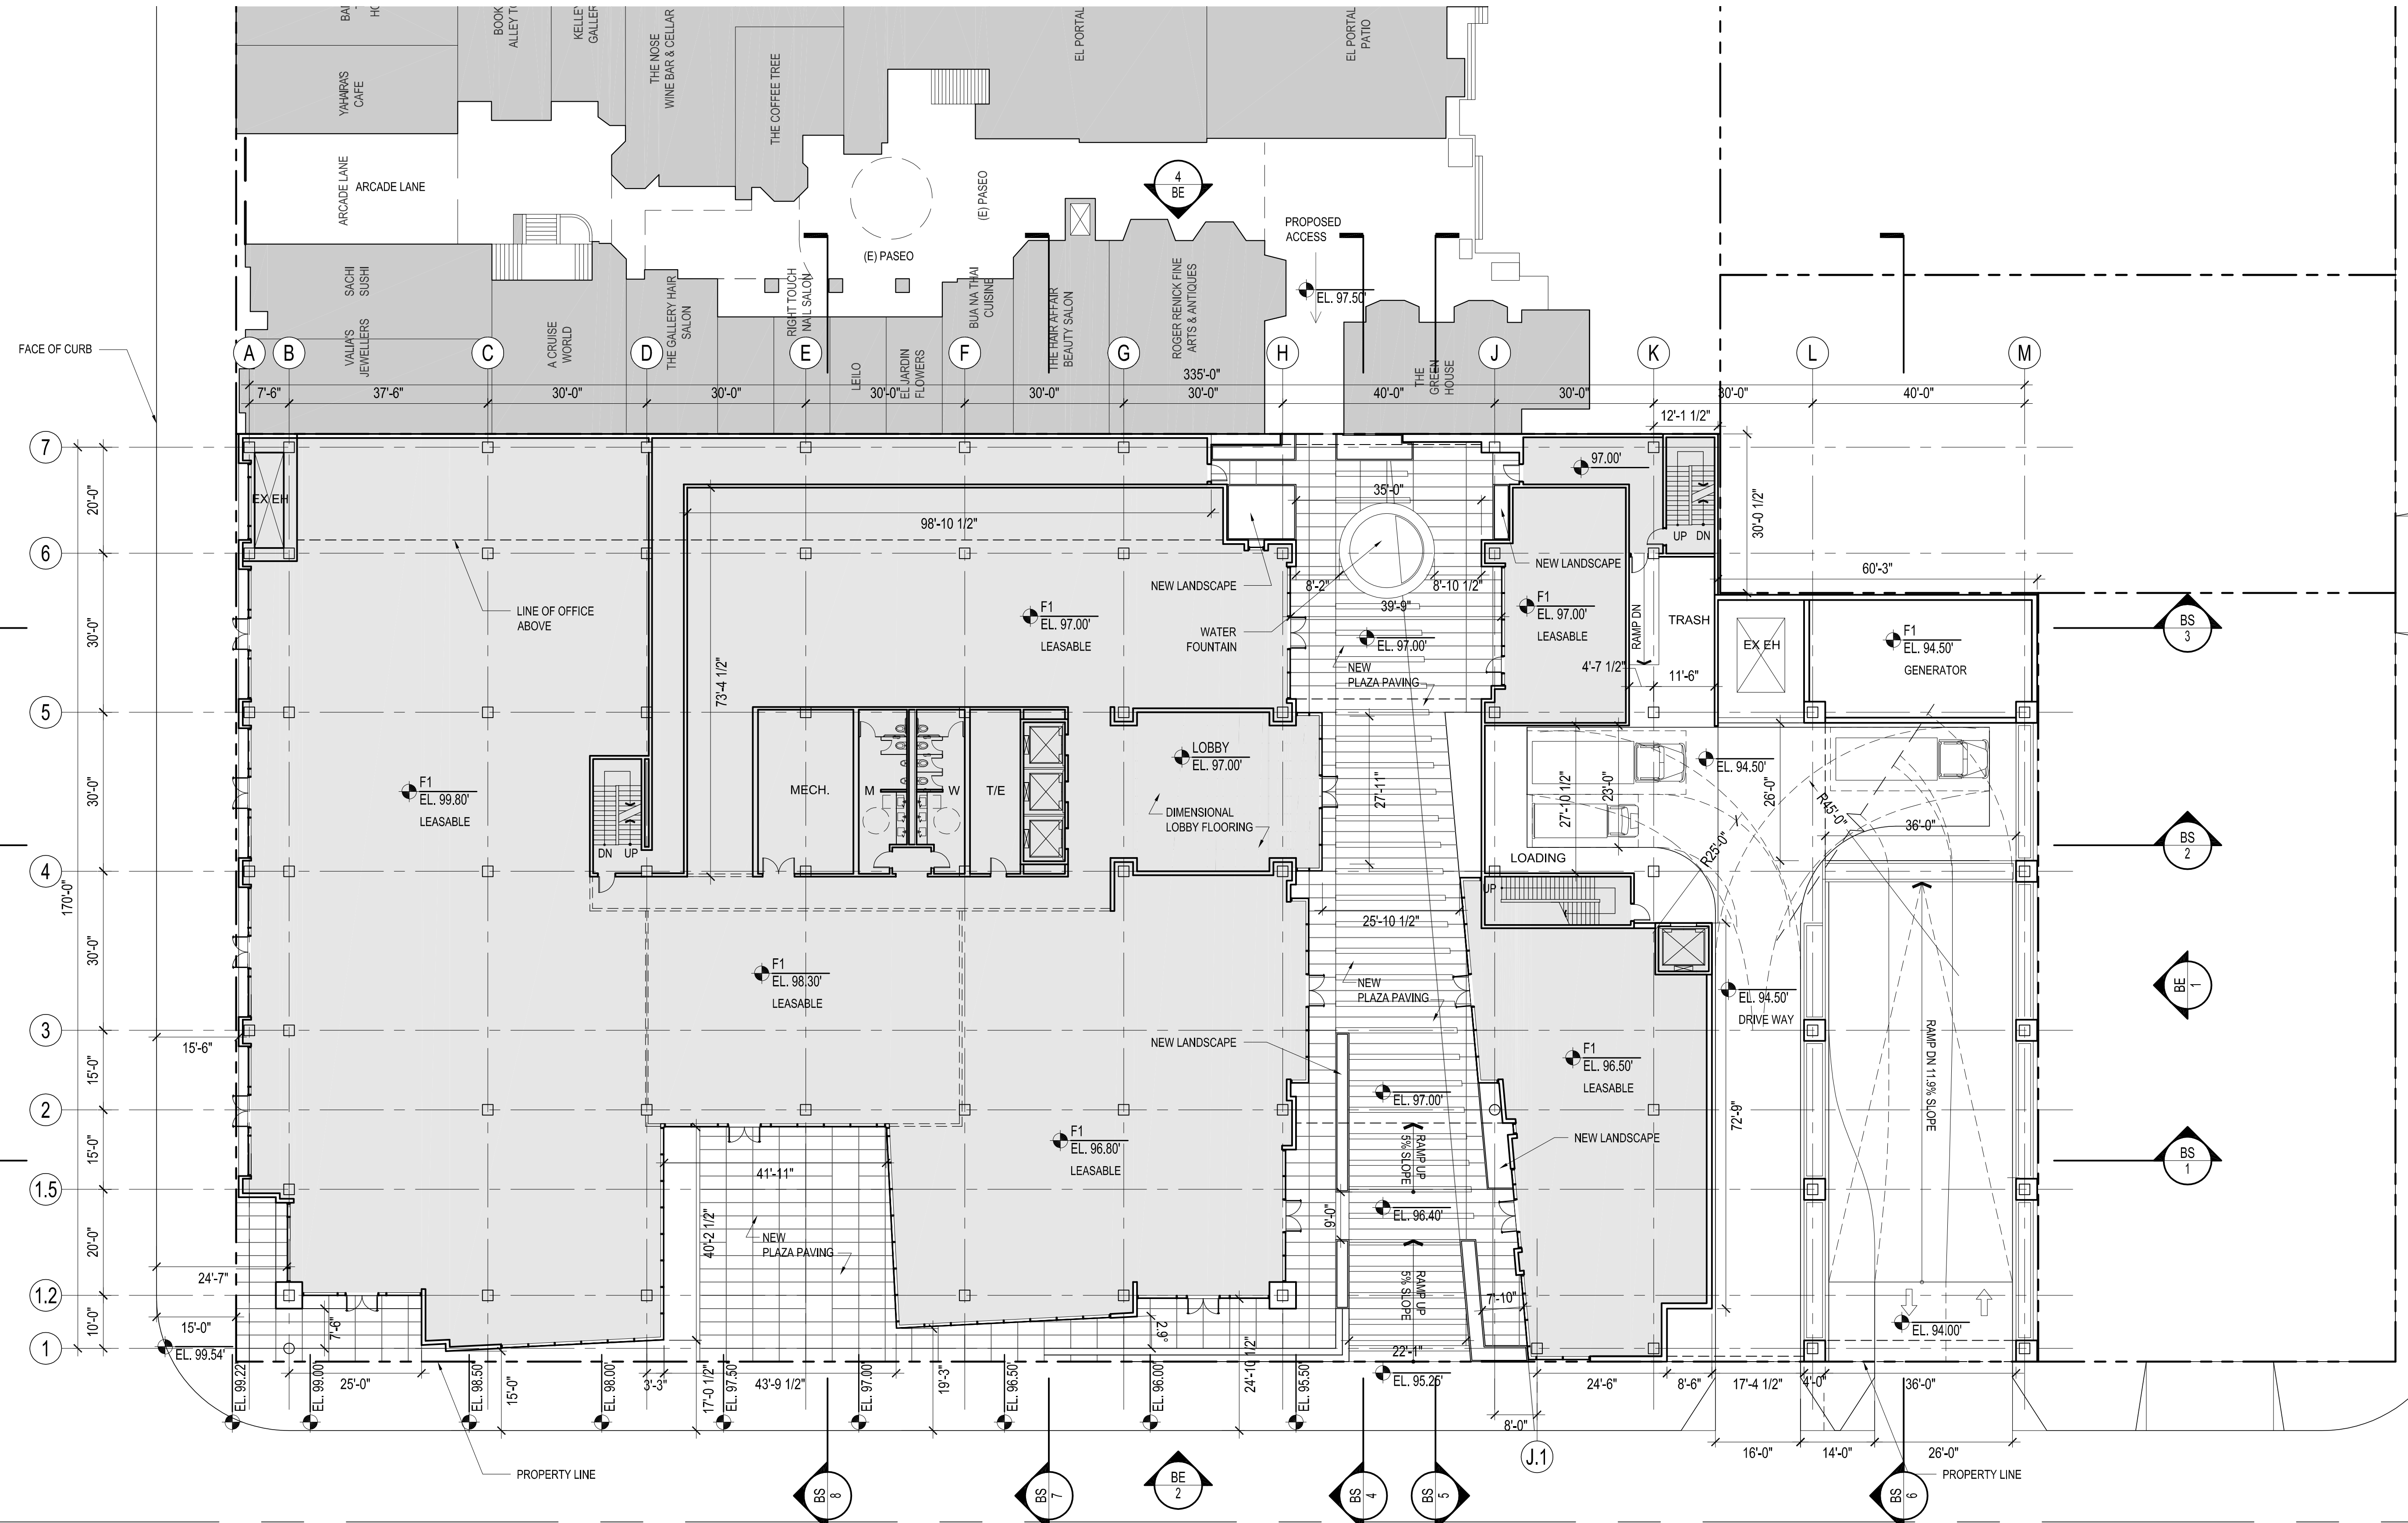 BOOK
ALLEY TO
KELLEY
GALLER
THE NOSE
WINE BAR & CELLAR
THE COFFEE TREE
EL PORTAL
EL PORTAL
PATIO
YAHAIRA'S
CAFE
ARCADE LANE
ARCADE LANE
(E) PASEO
(E) PASEO
4
BE
PROPOSED
ACCESS
EL. 97.50'
SACHI
SUSHI
VALIA'S
JEWELLERS
A CRUISE
WORLD
THE GALLERY HAIR
SALON
RIGHT TOUCH
NAIL SALON
LEILO
EL JARDIN
FLOWERS
BUA NA THAI
CUISINE
THE HAIR AFFAIR
BEAUTY SALON
ROGER RENICK FINE
ARTS & ANTIQUES
THE
GREEN
HOUSE
FACE OF CURB
A
B
C
D
E
F
G
H
J
K
L
M
335'-0"
7'-6"
37'-6"
30'-0"
30'-0"
30'-0"
30'-0"
30'-0"
40'-0"
30'-0"
30'-0"
40'-0"
12'-1 1/2"
7
6
5
4
3
2
1.5
1.2
1
170'-0"
20'-0"
30'-0"
30'-0"
30'-0"
15'-0"
15'-0"
20'-0"
10'-0"
EX EH
98'-10 1/2"
73'-4 1/2"
35'-0"
97.00'
UP DN
30'-0 1/2"
60'-3"
LINE OF OFFICE
ABOVE
NEW LANDSCAPE
WATER
FOUNTAIN
8'-2"
8'-10 1/2"
39'-9"
NEW LANDSCAPE
F1
EL. 97.00'
LEASABLE
EL. 97.00'
NEW
PLAZA PAVING
F1
EL. 97.00'
LEASABLE
RAMP DN
TRASH
4'-7 1/2"
11'-6"
EX EH
F1
EL. 94.50'
GENERATOR
BS
3
F1
EL. 99.80'
LEASABLE
DN UP
MECH.
M
W
T/E
LOBBY
EL. 97.00'
DIMENSIONAL
LOBBY FLOORING
27'-11"
27'-10 1/2"
23'-0"
EL. 94.50'
26'-0"
R45'-0"
R25'-0"
36'-0"
LOADING
UP
BS
2
25'-10 1/2"
F1
EL. 98.30'
LEASABLE
NEW
PLAZA PAVING
EL. 94.50'
DRIVE WAY
BE
1
RAMP DN 11.9% SLOPE
15'-6"
NEW LANDSCAPE
F1
EL. 96.50'
LEASABLE
EL. 97.00'
72'-9"
F1
EL. 96.80'
LEASABLE
RAMP UP
5% SLOPE
NEW LANDSCAPE
BS
1
41'-11"
40'-2 1/2"
NEW
PLAZA PAVING
9'-0"
EL. 96.40'
RAMP UP
5% SLOPE
24'-7"
15'-0"
7'-6"
7'-10"
2.9°
EL. 94.00'
EL. 99.54'
22'-1"
EL. 95.25'
EL. 99.22
EL. 99.00'
25'-0"
EL. 98.50'
15'-0"
EL. 98.00'
3'-3"
17'-0 1/2"
EL. 97.50'
43'-9 1/2"
EL. 97.00'
19'-3"
EL. 96.50'
EL. 96.00'
24'-10 1/2"
EL. 95.50'
24'-6"
8'-6"
17'-4 1/2"
4'-0"
36'-0"
8'-0"
J.1
16'-0"
14'-0"
26'-0"
PROPERTY LINE
PROPERTY LINE
BS
8
BS
7
BE
2
BS
4
BS
5
BS
6